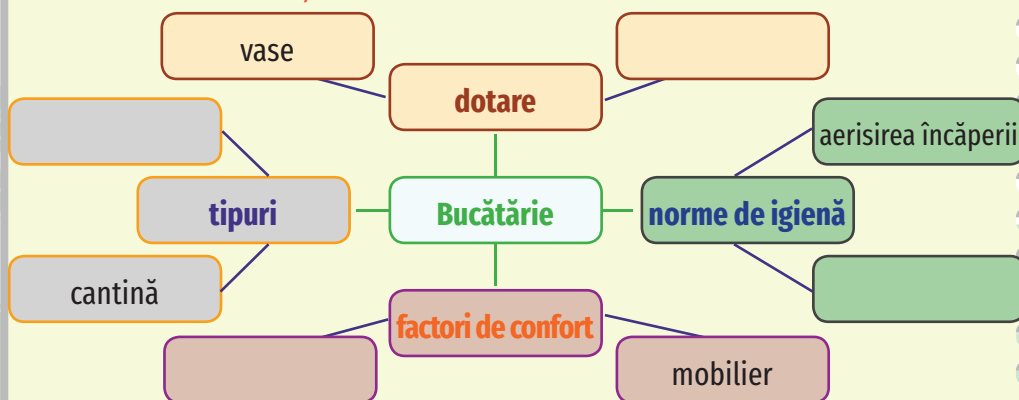 vase
dotare
aerisirea încăperii
tipuri
Bucătărie
norme de igienă
cantină
factori de confort
mobilier